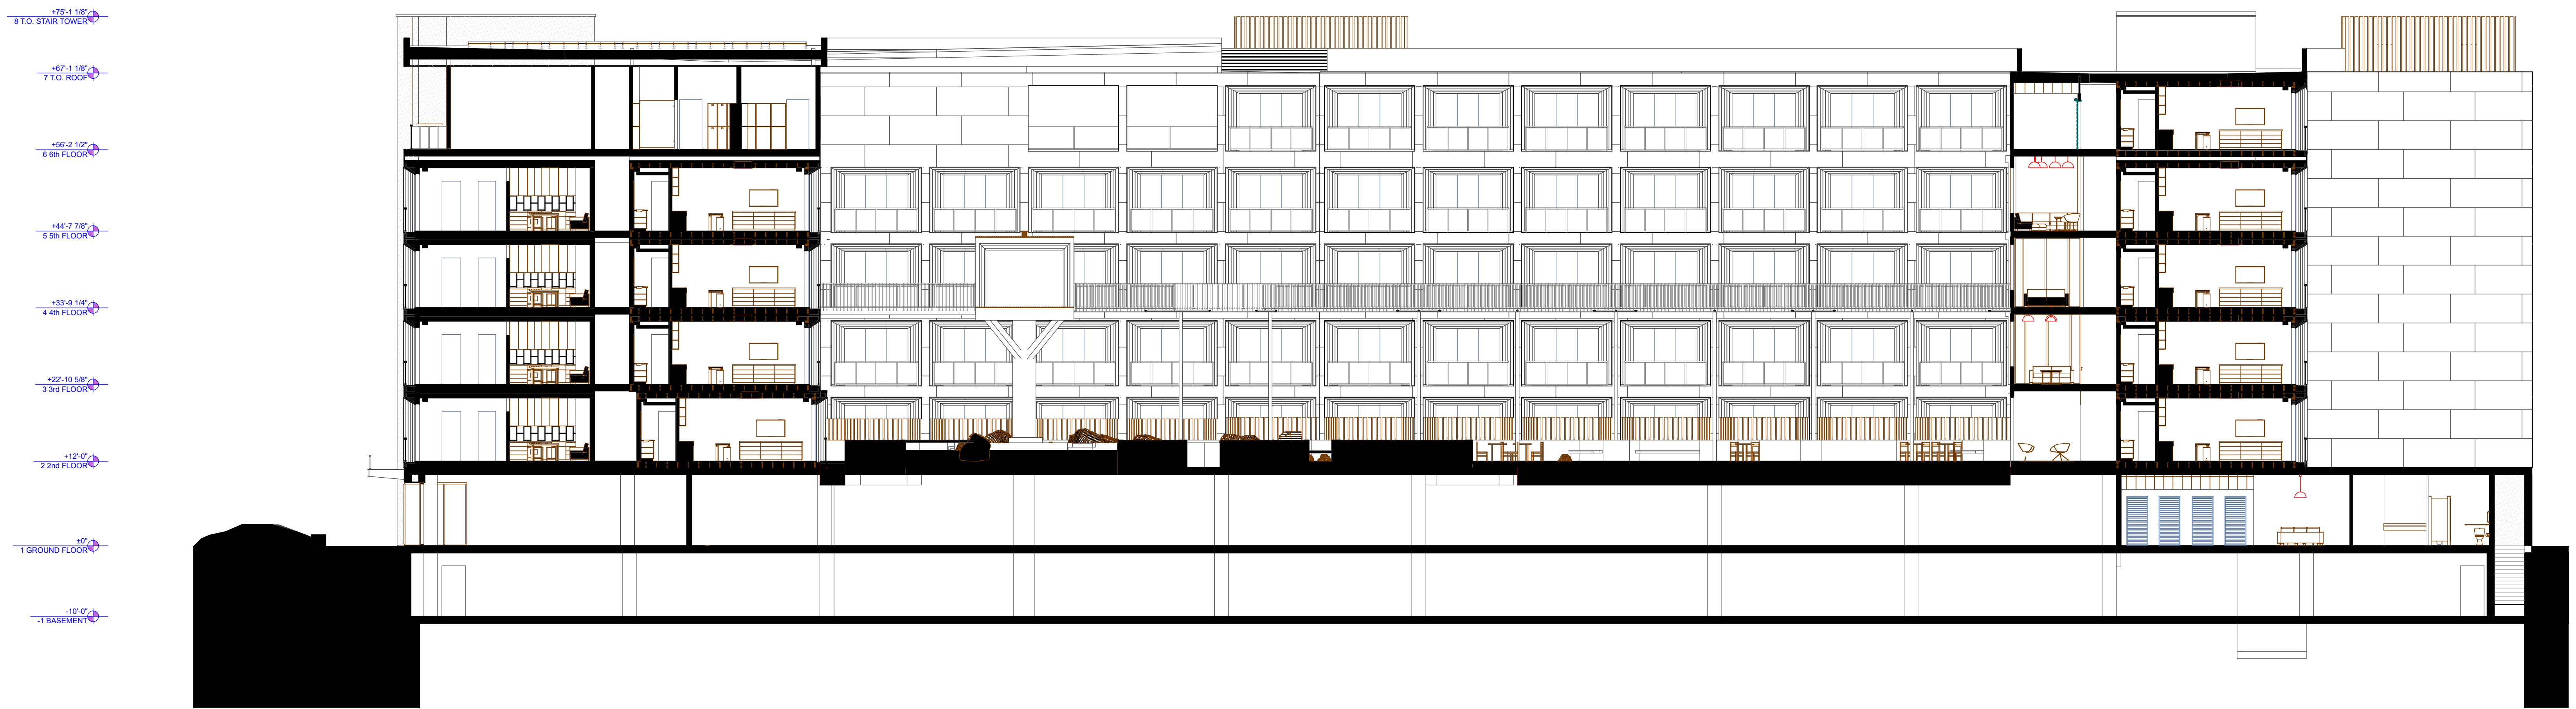 +75'-1 1/8"
8 T.O. STAIR TOWER
+67'-1 1/8"
7 T.O. ROOF
+56'-2 1/2"
6 6th FLOOR
+44'-7 7/8"
5 5th FLOOR
+33'-9 1/4"
4 4th FLOOR
+22'-10 5/8"
3 3rd FLOOR
+12'-0"
2 2nd FLOOR
±0"
1 GROUND FLOOR
-10'-0"
-1 BASEMENT